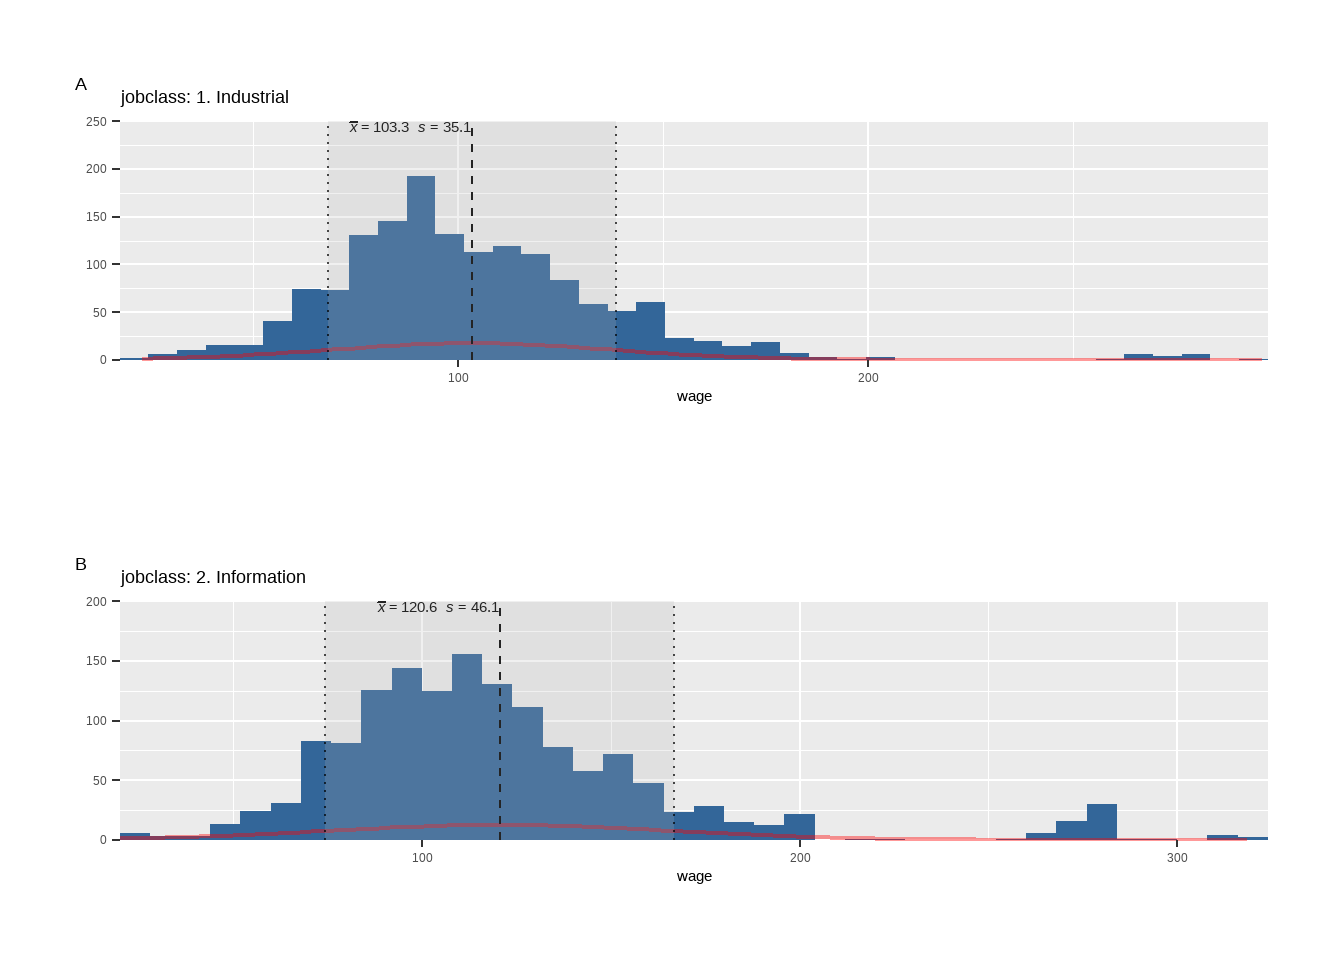 A
jobclass: 1. Industrial
x̅ = 103.3 s = 35.1
250
200
150
100
50
0
100 200
wage
B
jobclass: 2. Information
x̅ = 120.6 s = 46.1
200
150
100
50
0
100 200 300
wage